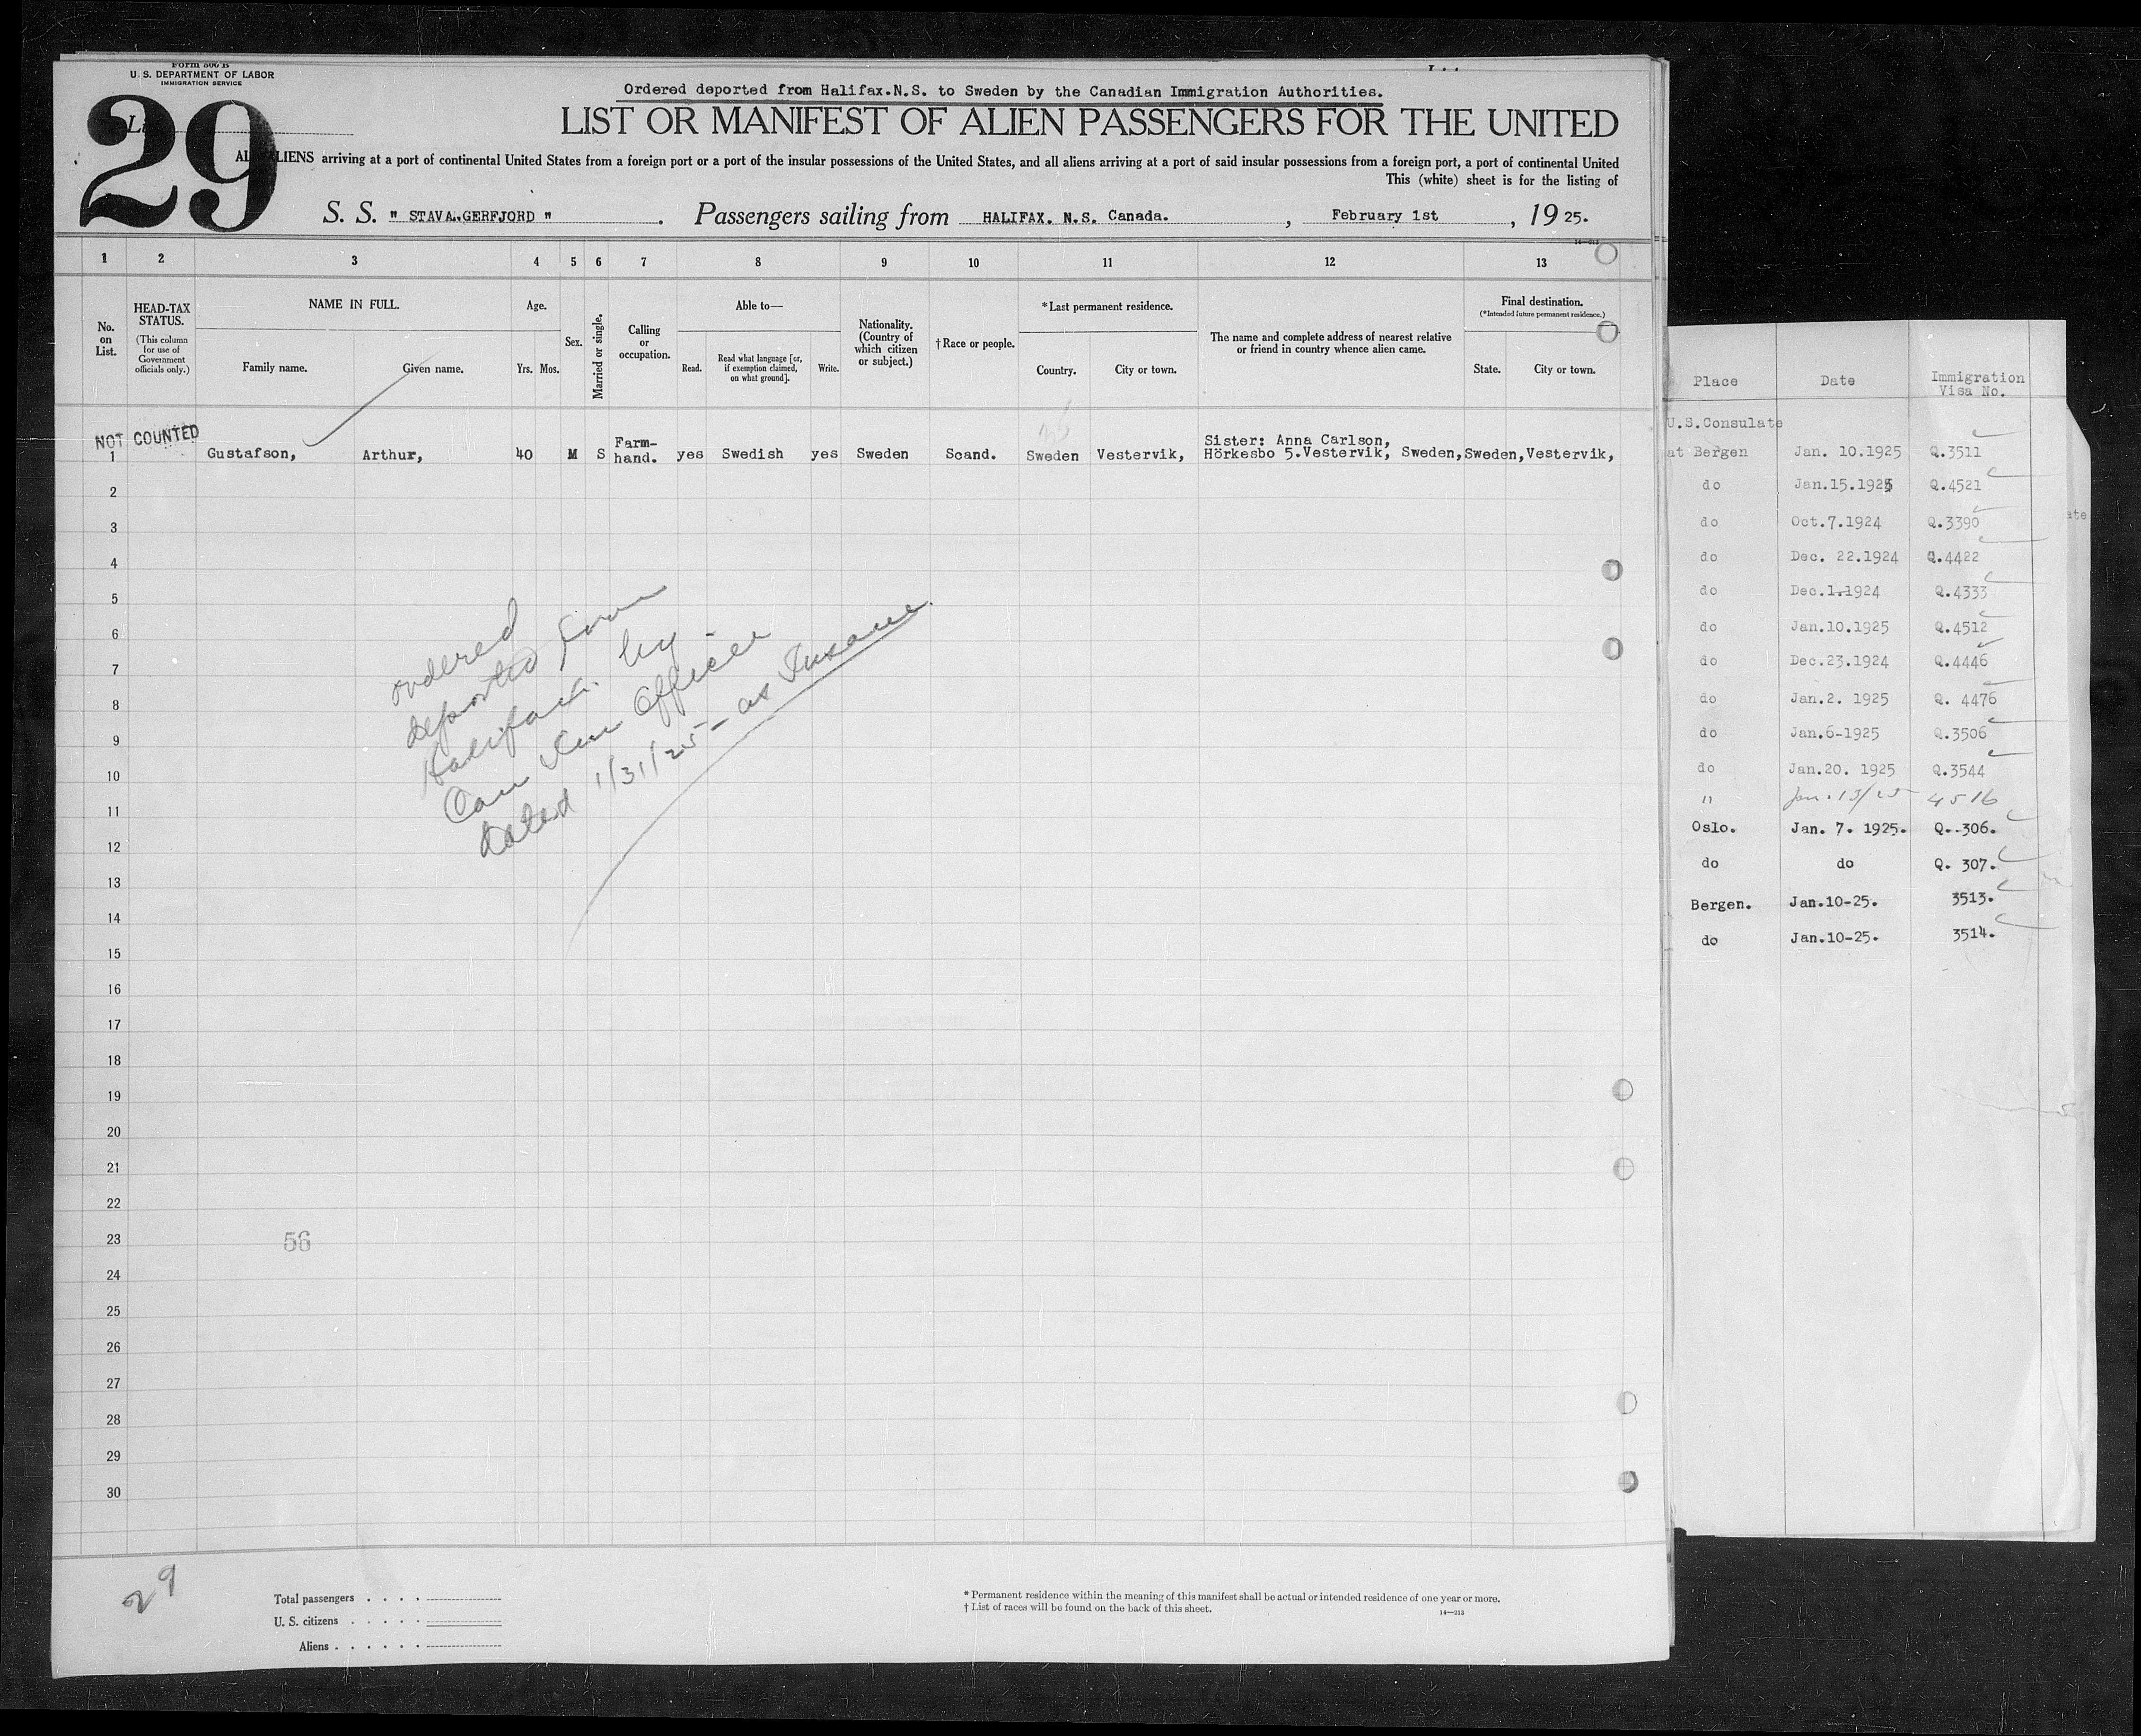 Form 500 B
U. S. DEPARTMENT OF LABOR
IMMIGRATION SERVICE
29
Ordered deported from Halifax.N.S. to Sweden by the Canadian Immigration Authorities.
LIST OR MANIFEST OF ALIEN PASSENGERS FOR THE UNITED
ALIENS arriving at a port of continental United States from a foreign port or a port of the insular possessions of the United States, and all aliens arriving at a port of said insular possessions from a foreign port, a port of continental United
This (white) sheet is for the listing of
S. S. " STAVANGERFJORD ". Passengers sailing from HALIFAX. N.S. Canada. , February 1st , 19 25.
1 2 3 4 5 6 7 8 9 10 11 12 13
No. on List.
HEAD-TAX STATUS.
(This column for use of Government officials only.)
NAME IN FULL.
Family name. Given name.
Age.
Yrs. Mos.
Sex.
Married or single.
Calling or occupation.
Able to—
Read. Read what language [or, if exemption claimed, on what ground]. Write.
Nationality. (Country of which citizen or subject.)
†Race or people.
*Last permanent residence.
Country. City or town.
The name and complete address of nearest relative or friend in country whence alien came.
Final destination.
(*Intended future permanent residence.)
State. City or town.
NOT COUNTED
1 Gustafson, Arthur, 40 M S Farm-hand. yes Swedish yes Sweden Scand. Sweden Vestervik, Sister: Anna Carlson, Hörkesbo 5.Vestervik, Sweden, Sweden, Vestervik,
2
3
4
5
6
7
8
9
10
11
12
13
14
15
16
17
18
19
20
21
22
23
24
25
26
27
28
29
30
ordered
deported from
Halifax by
Can Imm Officer
dated 1/31/25 - as Insane
56
29
Total passengers
U. S. citizens
Aliens
* Permanent residence within the meaning of this manifest shall be actual or intended residence of one year or more.
† List of races will be found on the back of this sheet.
14—313
Place Date Immigration Visa No.
U.S.Consulate
at Bergen Jan. 10.1925 Q.3511
do Jan.15.1925 Q.4521
do Oct.7.1924 Q.3390
do Dec. 22.1924 Q.4422
do Dec.1.1924 Q.4333
do Jan.10.1925 Q.4512
do Dec.23.1924 Q.4446
do Jan.2. 1925 Q. 4476
do Jan.6-1925 Q.3506
do Jan.20. 1925 Q.3544
" Jan. 15/25 4516
Oslo. Jan. 7. 1925. Q. 306.
do do Q. 307.
Bergen. Jan.10-25. 3513.
do Jan.10-25. 3514.